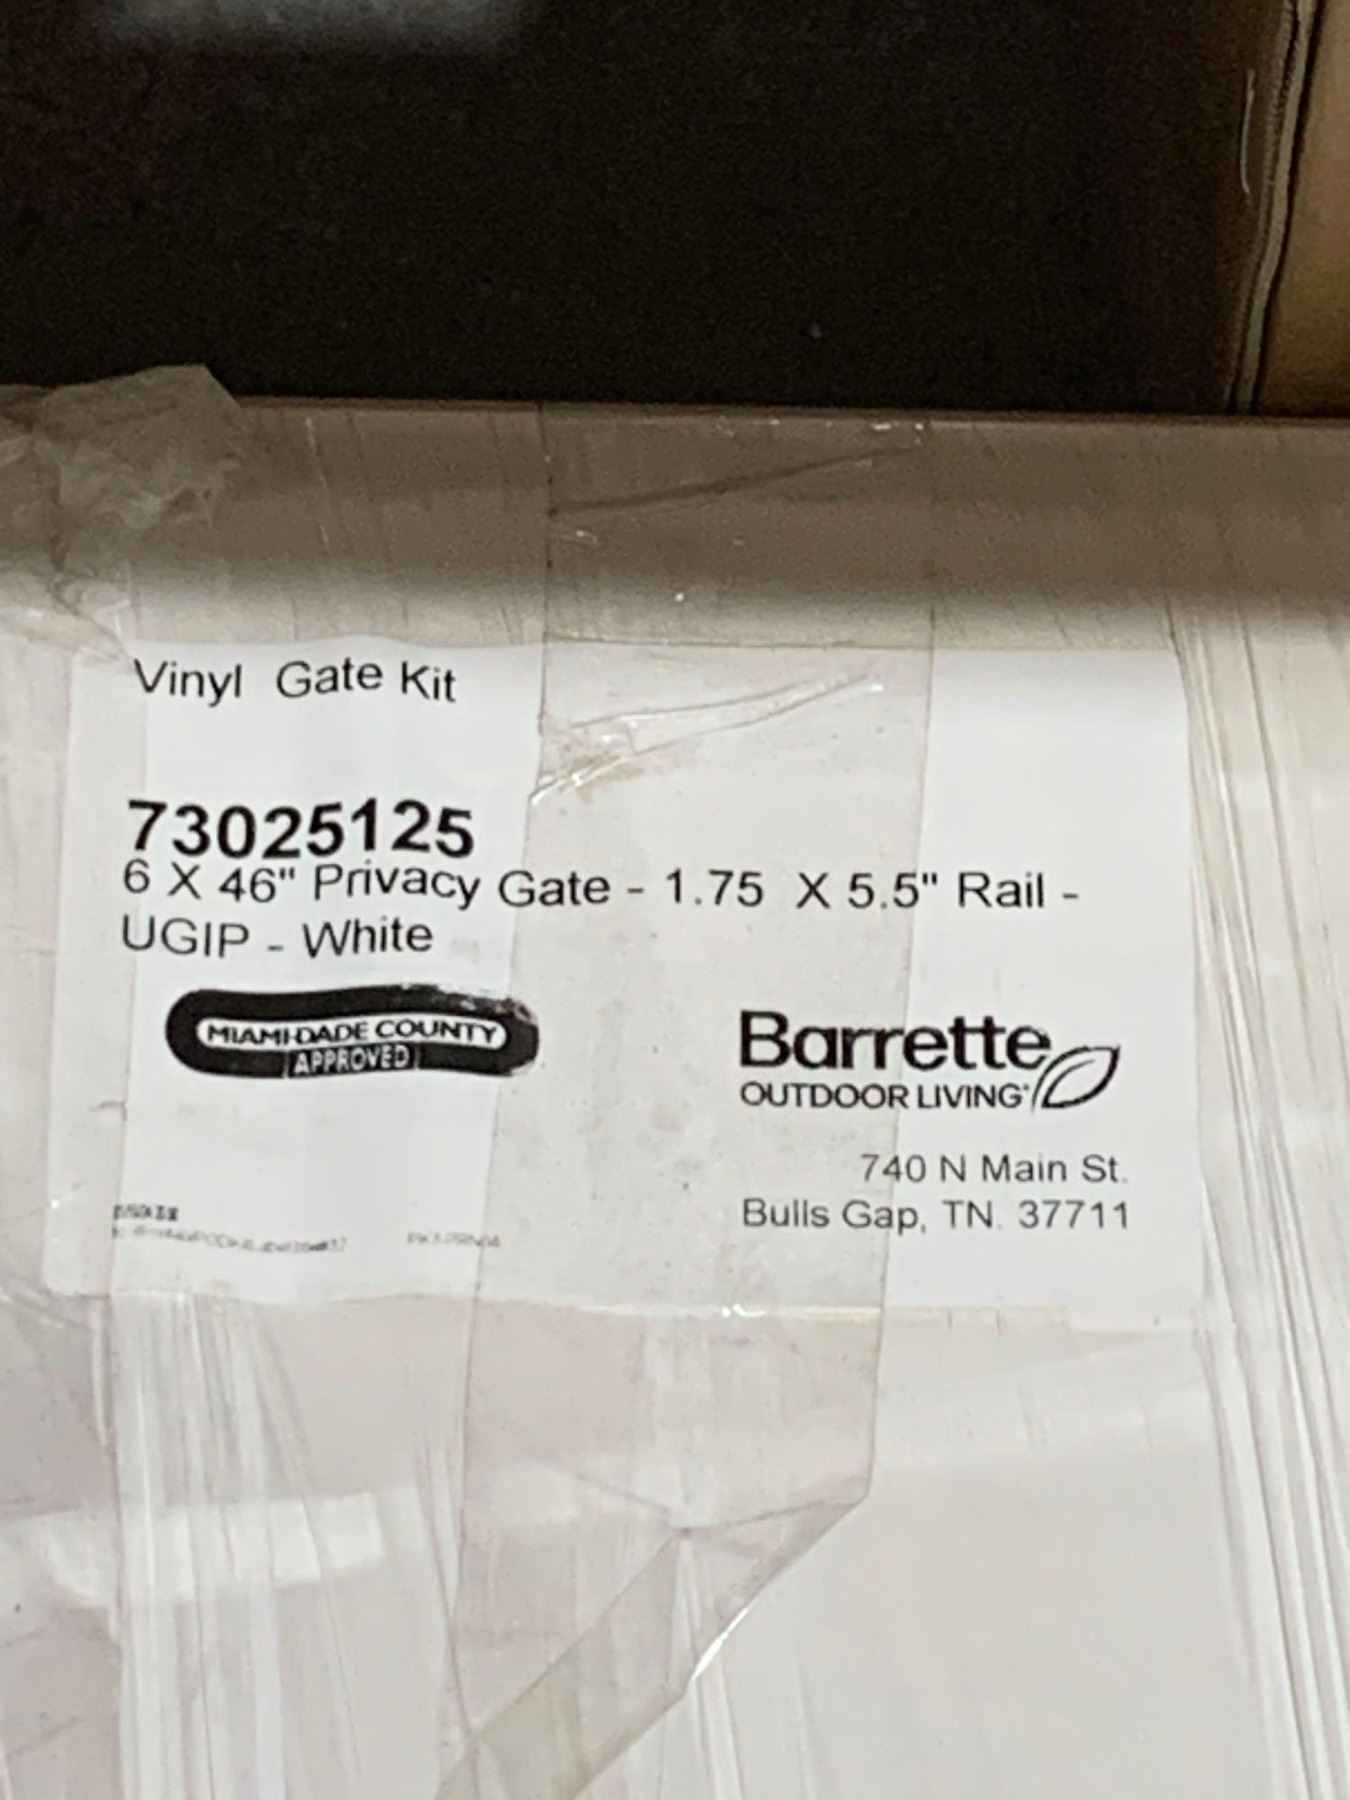 Vinyl Gate Kit
73025125
6 X 46" Privacy Gate - 1.75 X 5.5" Rail -
UGIP - White
MIAMI-DADE COUNTY
APPROVED
Barrette
OUTDOOR LIVING
740 N Main St.
Bulls Gap, TN. 37711